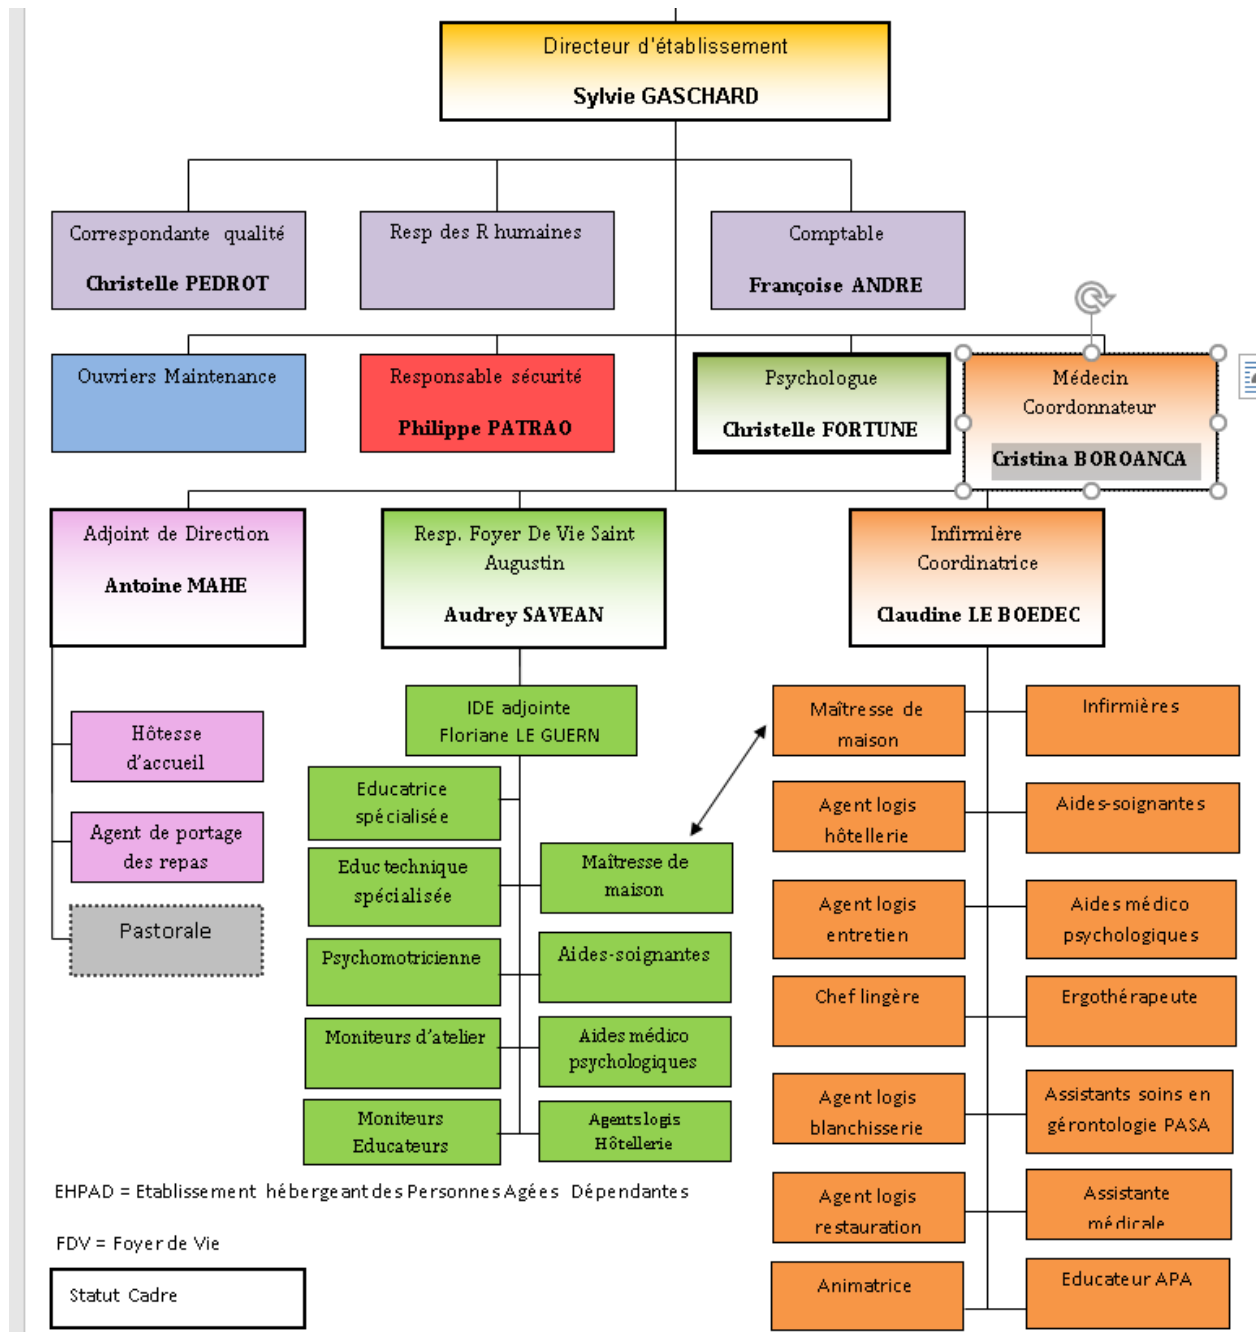 Directeur d'établissement
Sylvie GASCHARD
Correspondante qualité
Christelle PEDROT
Resp des R humaines
Comptable
Françoise ANDRE
Ouvriers Maintenance
Responsable sécurité
Philippe PATRAO
Psychologue
Christelle FORTUNE
Médecin
Coordonnateur
Cristina BOROANCA
Adjoint de Direction
Antoine MAHE
Resp. Foyer De Vie Saint
Augustin
Audrey SAVEAN
Infirmière
Coordinatrice
Claudine LE BOEDEC
Hôtesse
d'accueil
Agent de portage
des repas
Pastorale
IDE adjointe
Floriane LE GUERN
Educatrice
spécialisée
Educ technique
spécialisée
Psychomotricienne
Moniteurs d'atelier
Moniteurs
Educateurs
Maîtresse de
maison
Aides-soignantes
Aides médico
psychologiques
Agents logis
Hôtellerie
Maîtresse de
maison
Agent logis
hôtellerie
Agent logis
entretien
Chef lingère
Agent logis
blanchisserie
Agent logis
restauration
Animatrice
Infirmières
Aides-soignantes
Aides médico
psychologiques
Ergothérapeute
Assistants soins en
gérontologie PASA
Assistante
médicale
Educateur APA
EHPAD = Etablissement hébergeant des Personnes Agées Dépendantes
FDV = Foyer de Vie
Statut Cadre